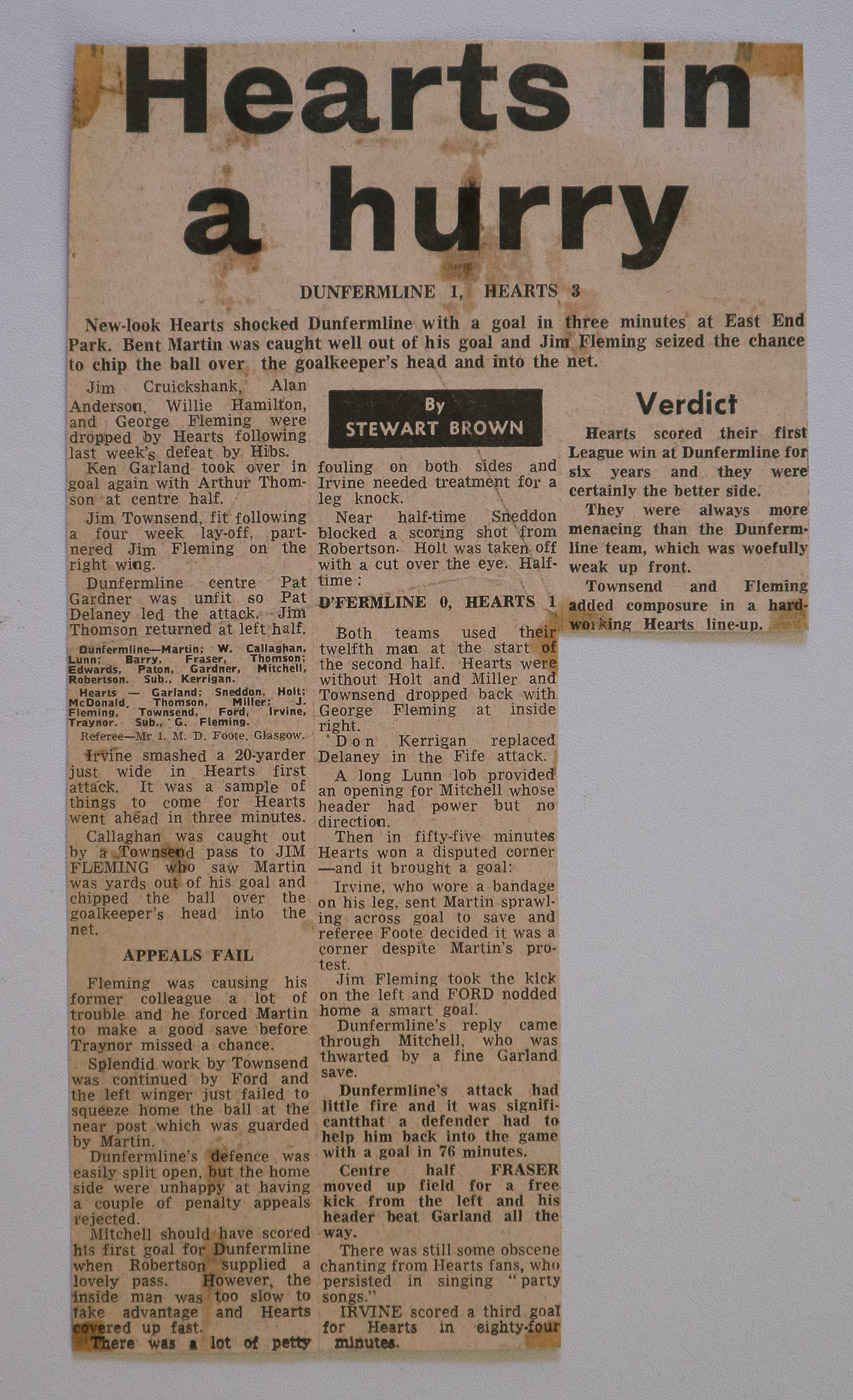 Hearts in
a hurry
DUNFERMLINE 1, HEARTS 3
New-look Hearts shocked Dunfermline with a goal in three minutes at East End
Park. Bent Martin was caught well out of his goal and Jim Fleming seized the chance
to chip the ball over the goalkeeper's head and into the net.
Jim Cruickshank, Alan
Anderson, Willie Hamilton,
and George Fleming were
dropped by Hearts following
last week's defeat by Hibs.
Ken Garland took over in
goal again with Arthur Thom-
son at centre half.
Jim Townsend, fit following
a four week lay-off, part-
nered Jim Fleming on the
right wing.
Dunfermline centre Pat
Gardner was unfit so Pat
Delaney led the attack. Jim
Thomson returned at left half.
Dunfermline—Martin; W. Callaghan,
Lunn; Barry, Fraser, Thomson;
Edwards, Paton, Gardner, Mitchell,
Robertson. Sub., Kerrigan.
Hearts — Garland; Sneddon, Holt;
McDonald, Thomson, Miller; J.
Fleming, Townsend, Ford, Irvine,
Traynor. Sub., G. Fleming.
Referee—Mr I. M. D. Foote, Glasgow.
Irvine smashed a 20-yarder
just wide in Hearts first
attack. It was a sample of
things to come for Hearts
went ahead in three minutes.
Callaghan was caught out
by a Townsend pass to JIM
FLEMING who saw Martin
was yards out of his goal and
chipped the ball over the
goalkeeper's head into the
net.
APPEALS FAIL
Fleming was causing his
former colleague a lot of
trouble and he forced Martin
to make a good save before
Traynor missed a chance.
Splendid work by Townsend
was continued by Ford and
the left winger just failed to
squeeze home the ball at the
near post which was guarded
by Martin.
Dunfermline's defence was
easily split open, but the home
side were unhappy at having
a couple of penalty appeals
rejected.
Mitchell should have scored
his first goal for Dunfermline
when Robertson supplied a
lovely pass. However, the
inside man was too slow to
take advantage and Hearts
covered up fast.
There was a lot of petty
By
STEWART BROWN
fouling on both sides and
Irvine needed treatment for a
leg knock.
Near half-time Sneddon
blocked a scoring shot from
Robertson. Holt was taken off
with a cut over the eye. Half-
time :
D'FERMLINE 0, HEARTS 1
Both teams used their
twelfth man at the start of
the second half. Hearts were
without Holt and Miller and
Townsend dropped back with
George Fleming at inside
right.
Don Kerrigan replaced
Delaney in the Fife attack.
A long Lunn lob provided
an opening for Mitchell whose
header had power but no
direction.
Then in fifty-five minutes
Hearts won a disputed corner
—and it brought a goal:
Irvine, who wore a bandage
on his leg, sent Martin sprawl-
ing across goal to save and
referee Foote decided it was a
corner despite Martin's pro-
test.
Jim Fleming took the kick
on the left and FORD nodded
home a smart goal.
Dunfermline's reply came
through Mitchell, who was
thwarted by a fine Garland
save.
Dunfermline's attack had
little fire and it was signifi-
cantthat a defender had to
help him back into the game
with a goal in 76 minutes.
Centre half FRASER
moved up field for a free
kick from the left and his
header beat Garland all the
way.
There was still some obscene
chanting from Hearts fans, who
persisted in singing "party
songs."
IRVINE scored a third goal
for Hearts in eighty-four
minutes.
Verdict
Hearts scored their first
League win at Dunfermline for
six years and they were
certainly the better side.
They were always more
menacing than the Dunferm-
line team, which was woefully
weak up front.
Townsend and Fleming
added composure in a hard-
working Hearts line-up.